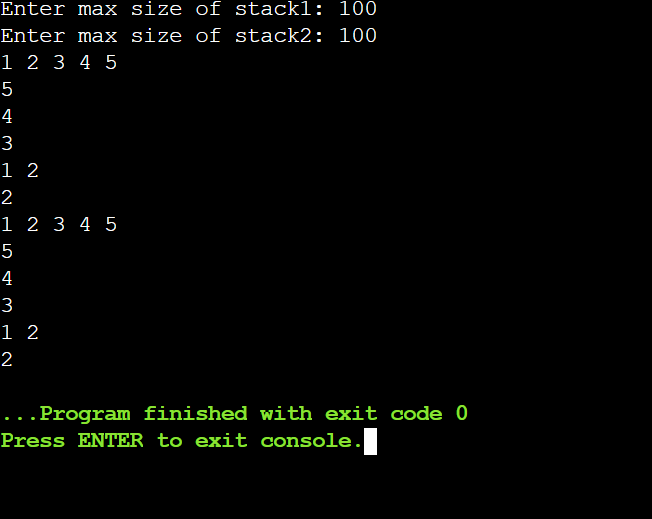 Enter max size of stack1: 100
Enter max size of stack2: 100
1 2 3 4 5
5
4
3
1 2
2
1 2 3 4 5
5
4
3
1 2
2
...Program finished with exit code 0
Press ENTER to exit console.